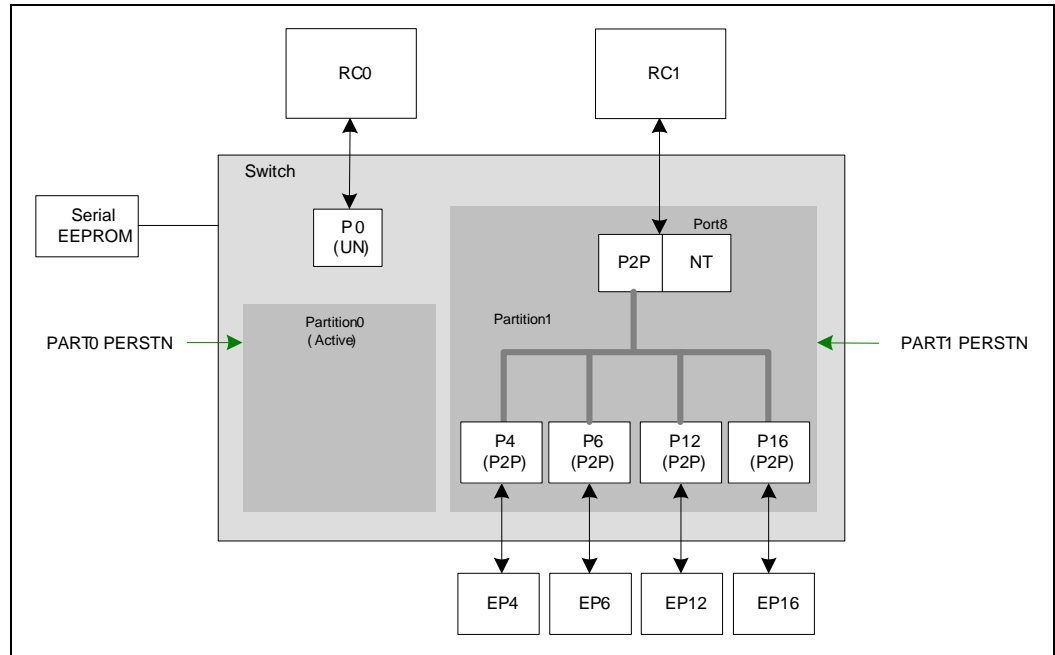 RC0
RC1
Switch
Serial
EEPROM
P0
(UN)
Port8
P2P
NT
Partition0
(Active)
Partition1
PART0 PERSTN
PART1 PERSTN
P4
(P2P)
P6
(P2P)
P12
(P2P)
P16
(P2P)
EP4
EP6
EP12
EP16